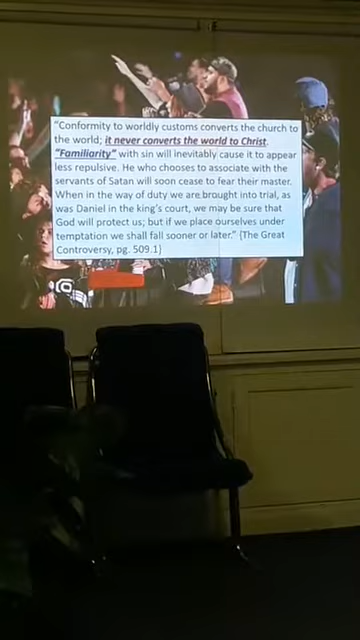 “Conformity to worldly customs converts the church to
the world; it never converts the world to Christ.
“Familiarity” with sin will inevitably cause it to appear
less repulsive. He who chooses to associate with the
servants of Satan will soon cease to fear their master.
When in the way of duty we are brought into trial, as
was Daniel in the king’s court, we may be sure that
God will protect us; but if we place ourselves under
temptation we shall fall sooner or later.” {The Great
Controversy, pg. 509.1}